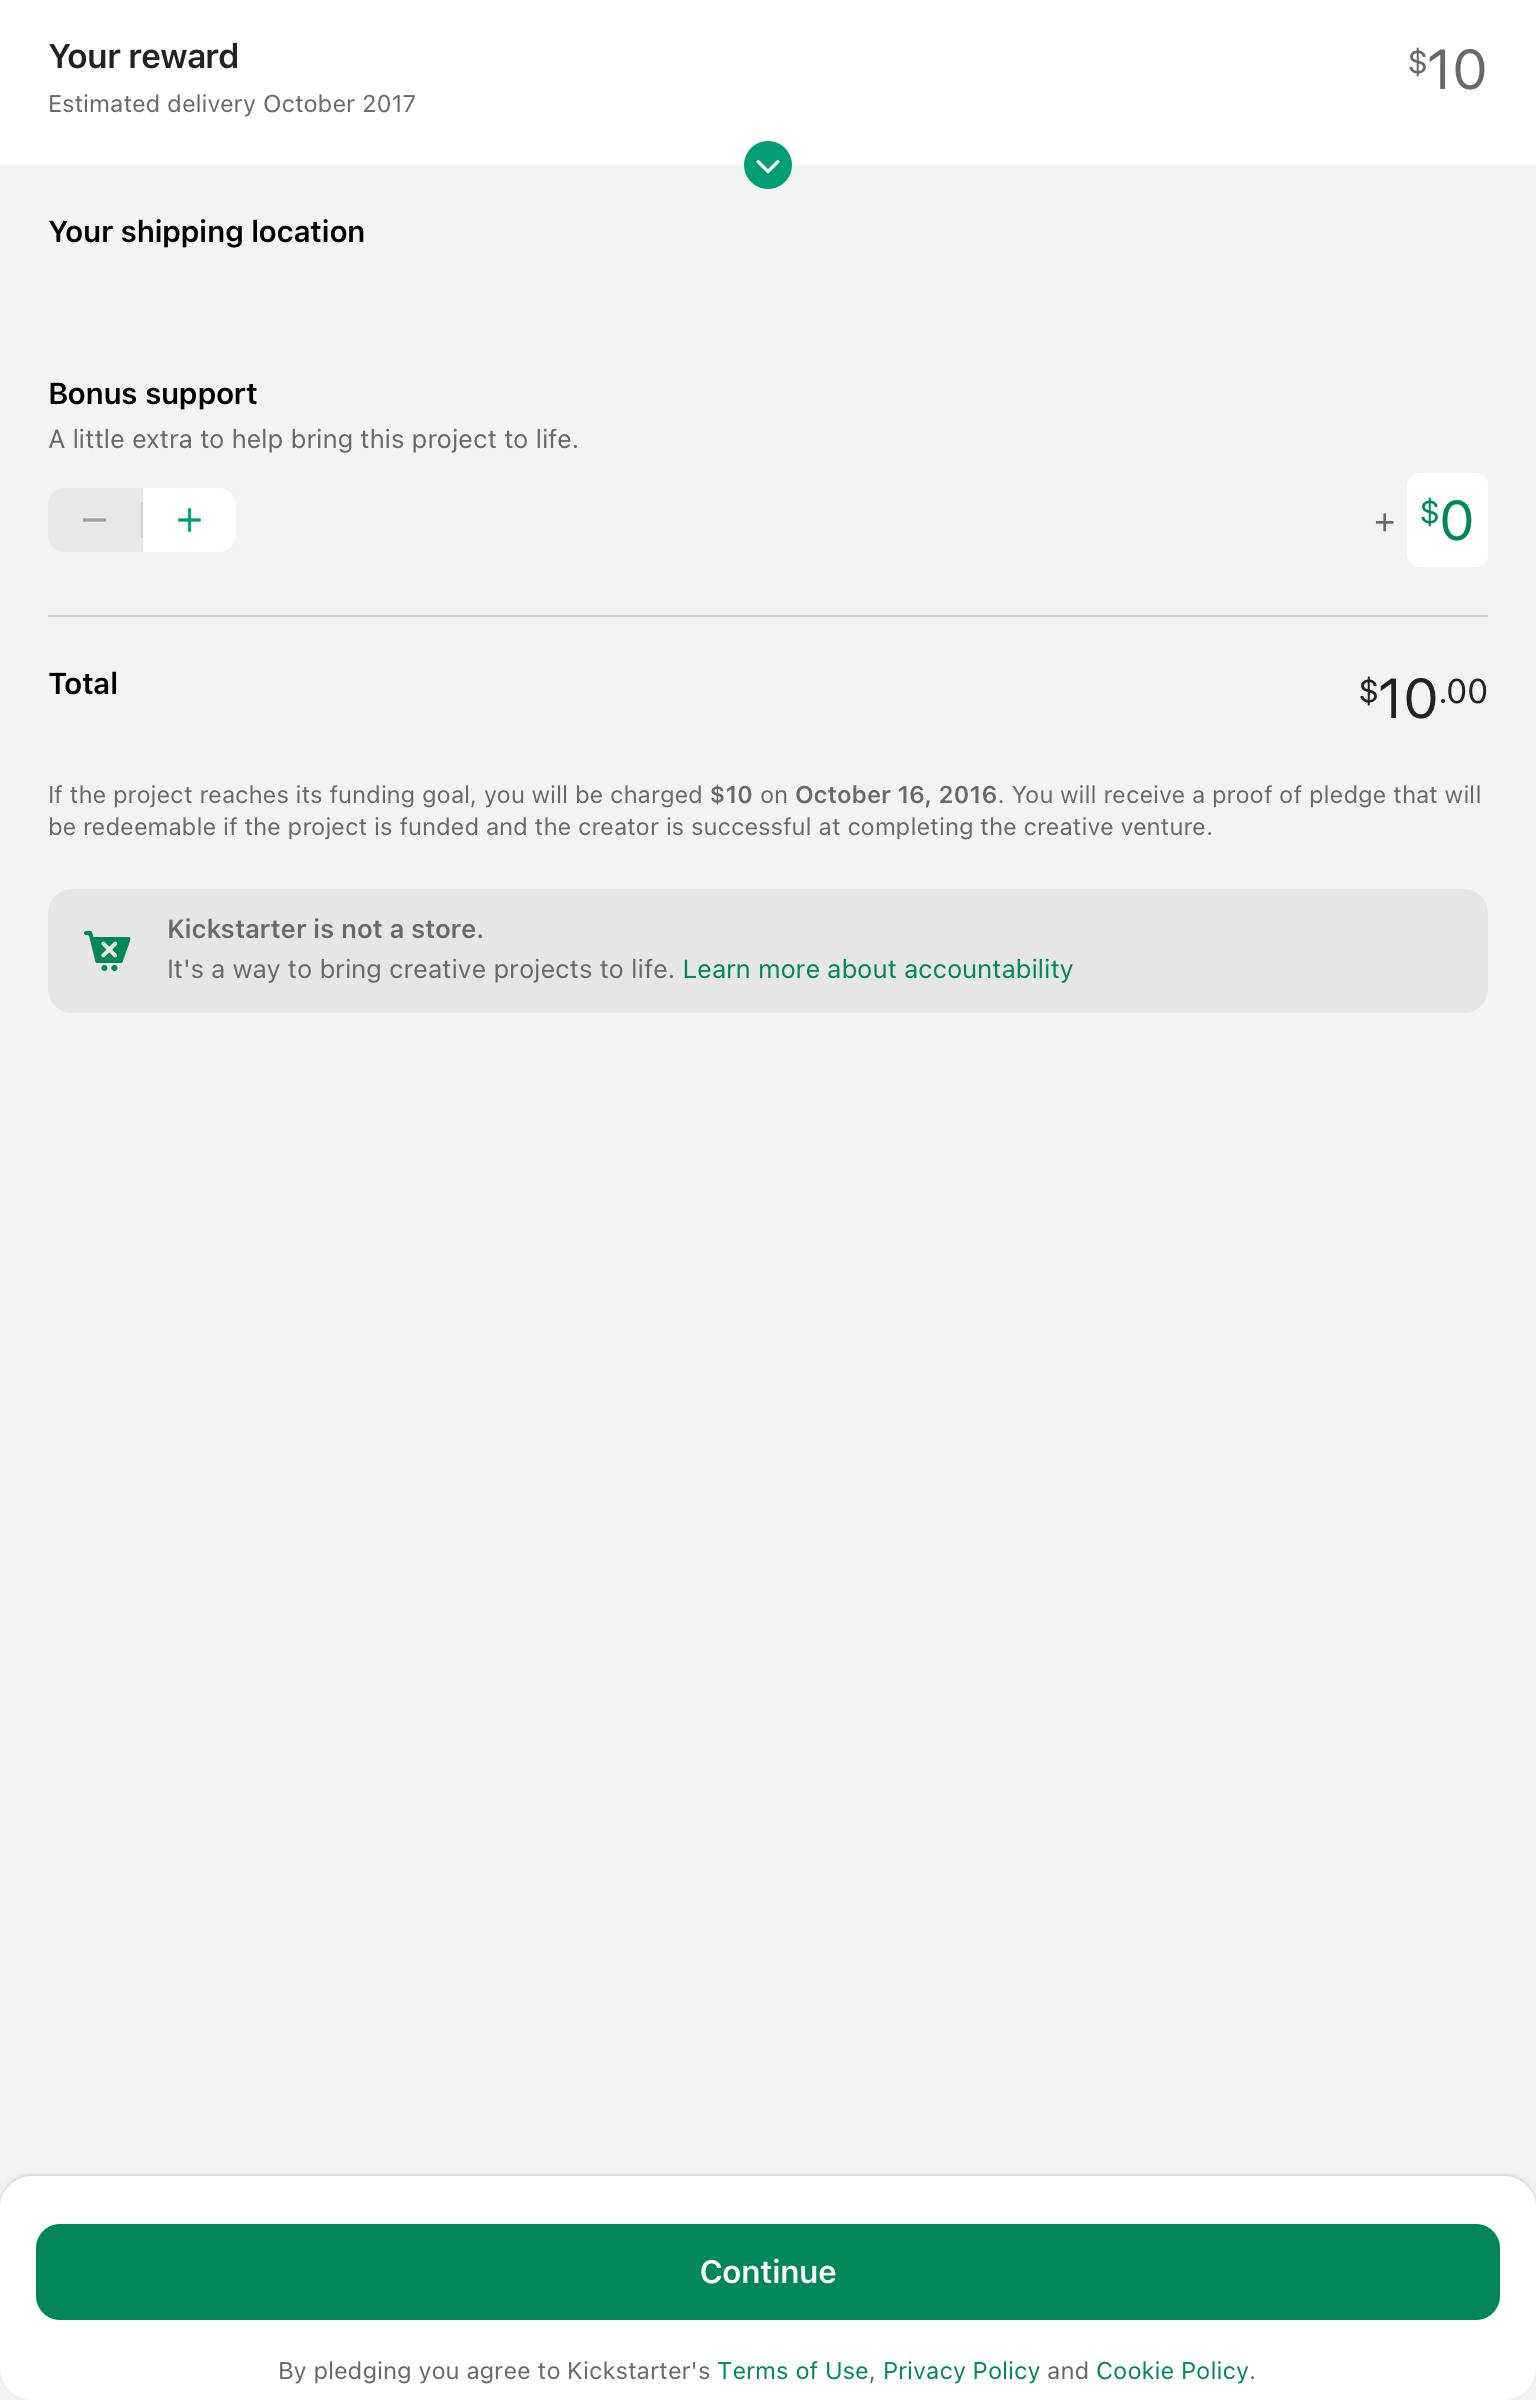 Your reward
$10
Estimated delivery October 2017
Your shipping location
Bonus support
A little extra to help bring this project to life.
− + + $0
Total
$10.00
If the project reaches its funding goal, you will be charged $10 on October 16, 2016. You will receive a proof of pledge that will
be redeemable if the project is funded and the creator is successful at completing the creative venture.
Kickstarter is not a store.
It's a way to bring creative projects to life. Learn more about accountability
Continue
By pledging you agree to Kickstarter's Terms of Use, Privacy Policy and Cookie Policy.